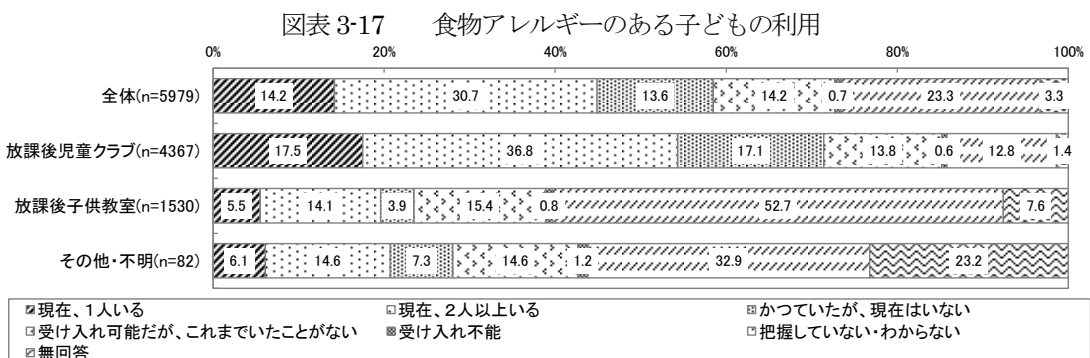 図表 3-17　　食物アレルギーのある子どもの利用
0% 20% 40% 60% 80% 100%
全体(n=5979) 14.2 30.7 13.6 14.2 0.7 23.3 3.3
放課後児童クラブ(n=4367) 17.5 36.8 17.1 13.8 0.6 12.8 1.4
放課後子供教室(n=1530) 5.5 14.1 3.9 15.4 0.8 52.7 7.6
その他・不明(n=82) 6.1 14.6 7.3 14.6 1.2 32.9 23.2
現在、１人いる 現在、２人以上いる かつていたが、現在はいない
受け入れ可能だが、これまでいたことがない 受け入れ不能 把握していない・わからない
無回答